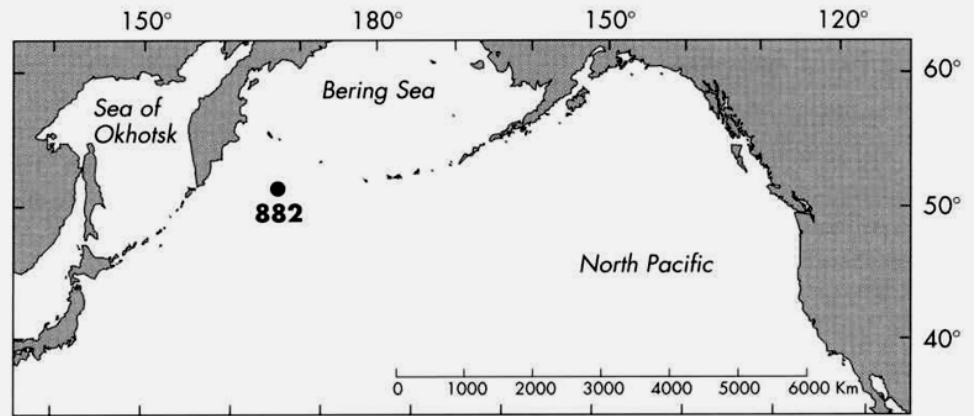 150° 180° 150° 120°
60°
Bering Sea
Sea of
Okhotsk
50°
882
North Pacific
40°
0 1000 2000 3000 4000 5000 6000 Km